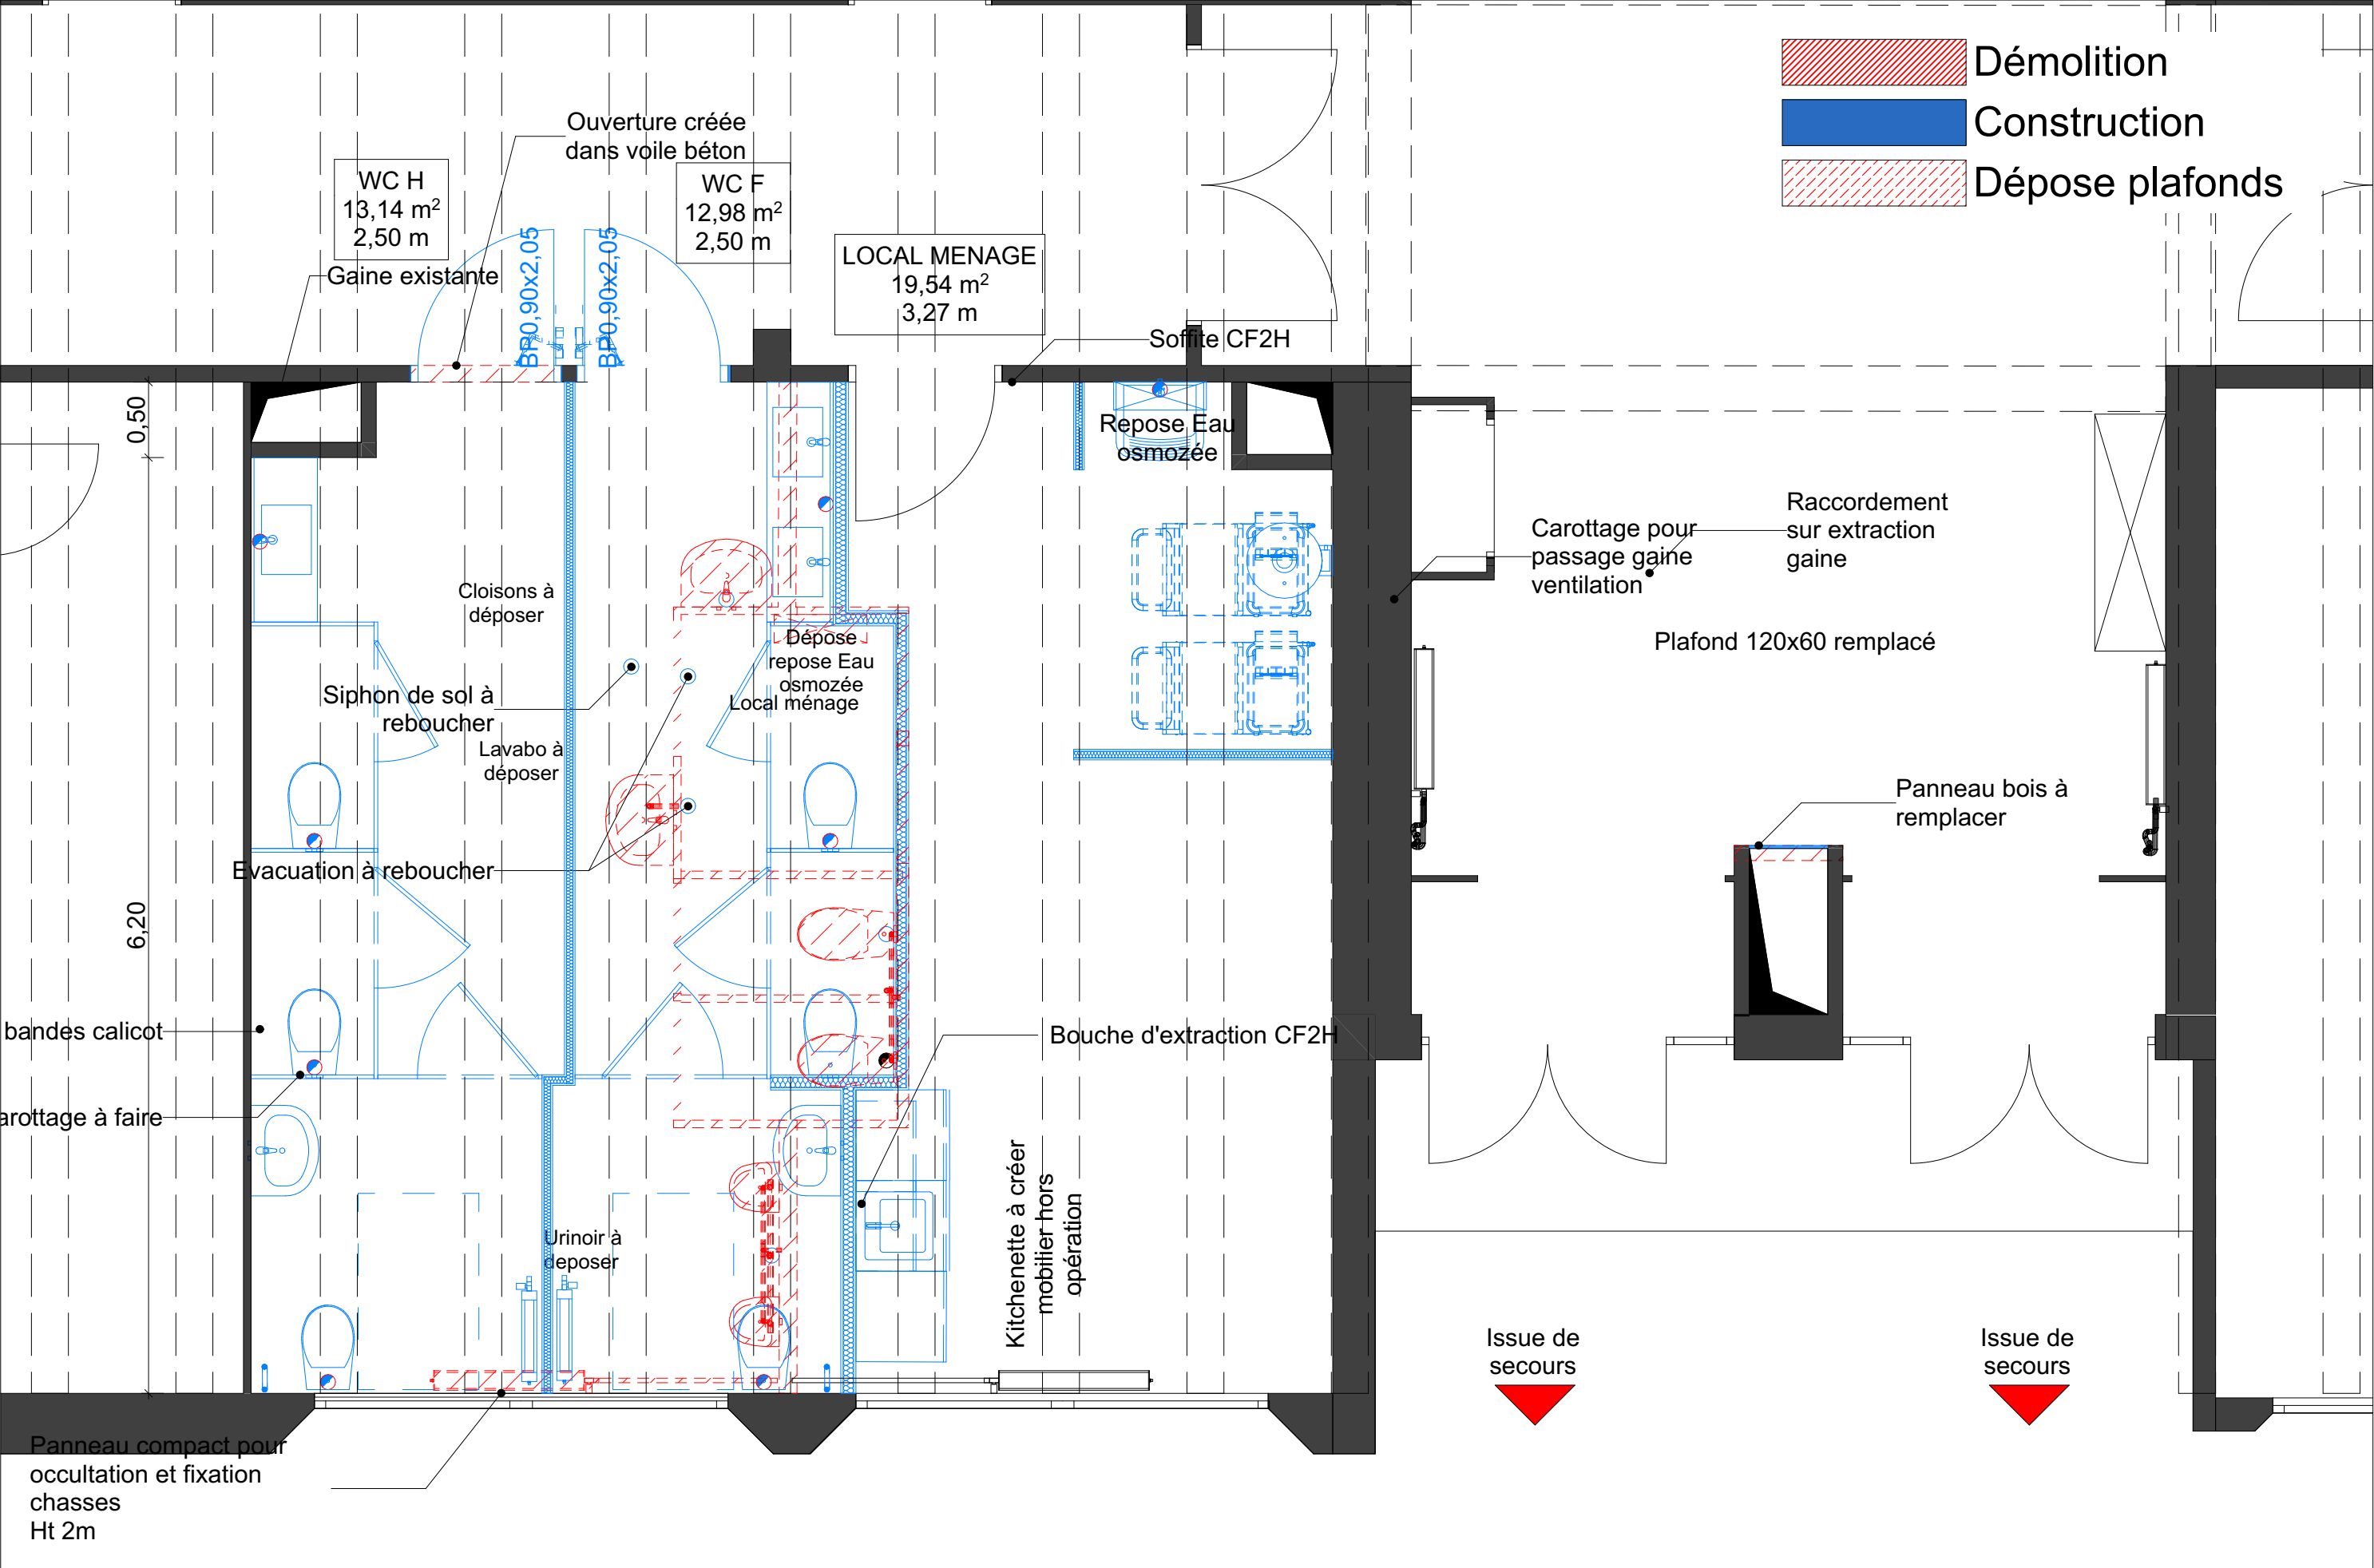 Démolition
Construction
Dépose plafonds
Ouverture créée
dans voile béton
WC H
13,14 m²
2,50 m
WC F
12,98 m²
2,50 m
LOCAL MENAGE
19,54 m²
3,27 m
Gaine existante
BP0,90x2,05
BP0,90x2,05
Soffite CF2H
0,50
Repose Eau
osmozée
Raccordement
sur extraction
gaine
Carottage pour
passage gaine
ventilation
Cloisons à
déposer
Dépose
repose Eau
osmozée
Local ménage
Plafond 120x60 remplacé
Siphon de sol à
reboucher
Lavabo à
déposer
Panneau bois à
remplacer
Evacuation à reboucher
6,20
bandes calicot
Bouche d'extraction CF2H
arottage à faire
Kitchenette à créer
mobilier hors
opération
Urinoir à
deposer
Issue de
secours
Issue de
secours
Panneau compact pour
occultation et fixation
chasses
Ht 2m